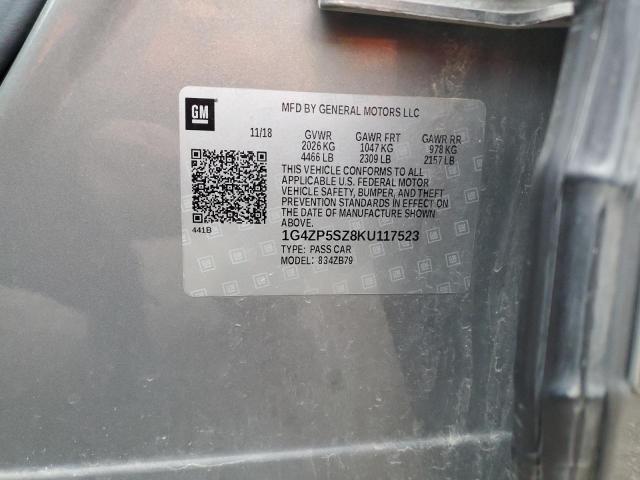 GM
MFD BY GENERAL MOTORS LLC
11/18 GVWR GAWR FRT GAWR RR
2026 KG 1047 KG 978 KG
4466 LB 2309 LB 2157 LB
THIS VEHICLE CONFORMS TO ALL
APPLICABLE U.S. FEDERAL MOTOR
VEHICLE SAFETY, BUMPER, AND THEFT
PREVENTION STANDARDS IN EFFECT ON
THE DATE OF MANUFACTURE SHOWN
ABOVE.
441B
1G4ZP5SZ8KU117523
TYPE: PASS CAR
MODEL: 834ZB79